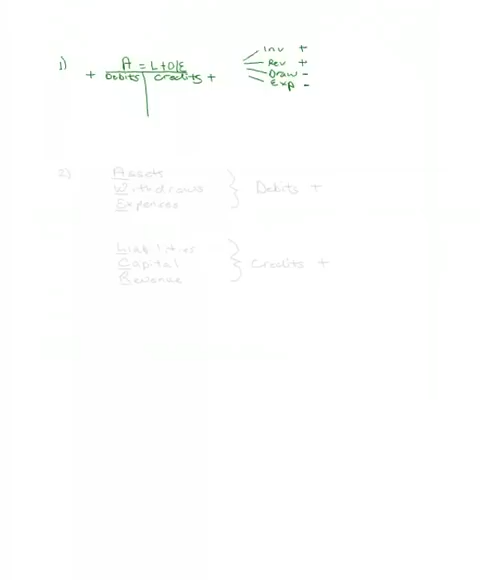 1) A = L + O/E
+ Debits Credits +
Inv +
Rev +
Draw -
Exp -
2) Assets
Withdraws
Expenses
Debits +
Liabilities
Capital
Revenue
Credits +